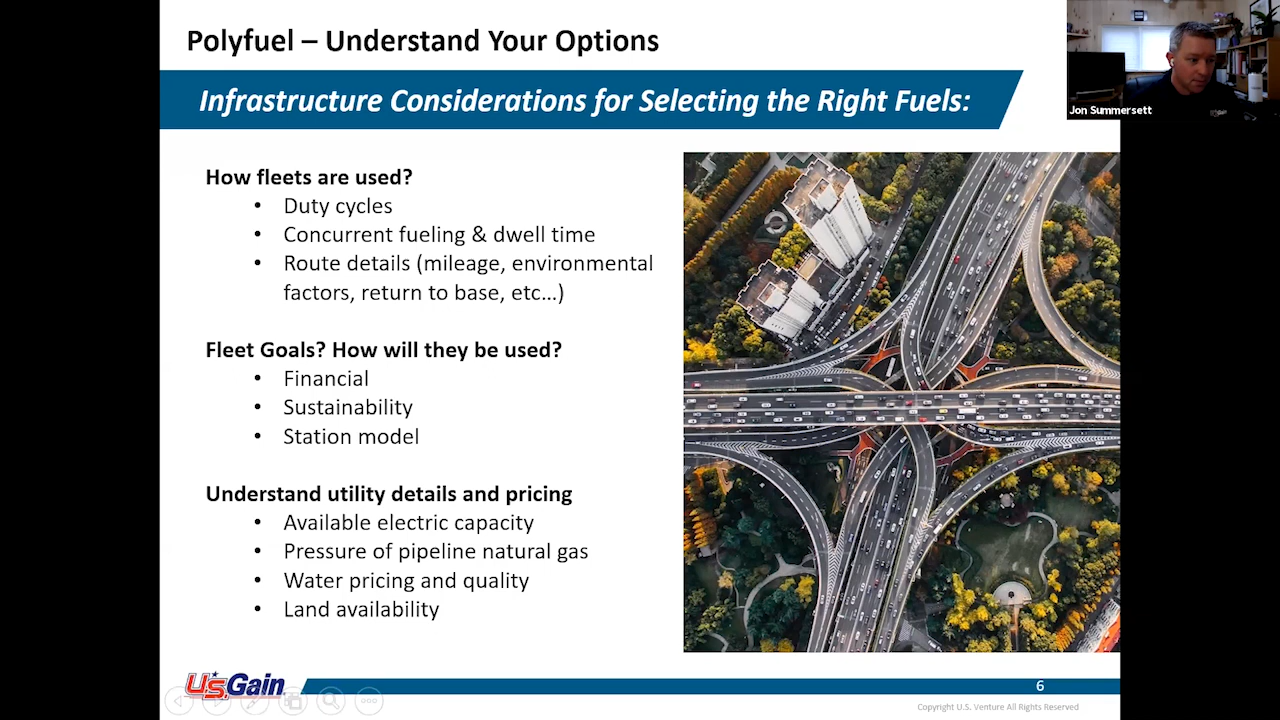 Polyfuel – Understand Your Options
Infrastructure Considerations for Selecting the Right Fuels:
Jon Summersett
How fleets are used?
• Duty cycles
• Concurrent fueling & dwell time
• Route details (mileage, environmental
factors, return to base, etc…)
Fleet Goals? How will they be used?
• Financial
• Sustainability
• Station model
Understand utility details and pricing
• Available electric capacity
• Pressure of pipeline natural gas
• Water pricing and quality
• Land availability
U.S. Gain
6
Copyright U.S. Venture All Rights Reserved